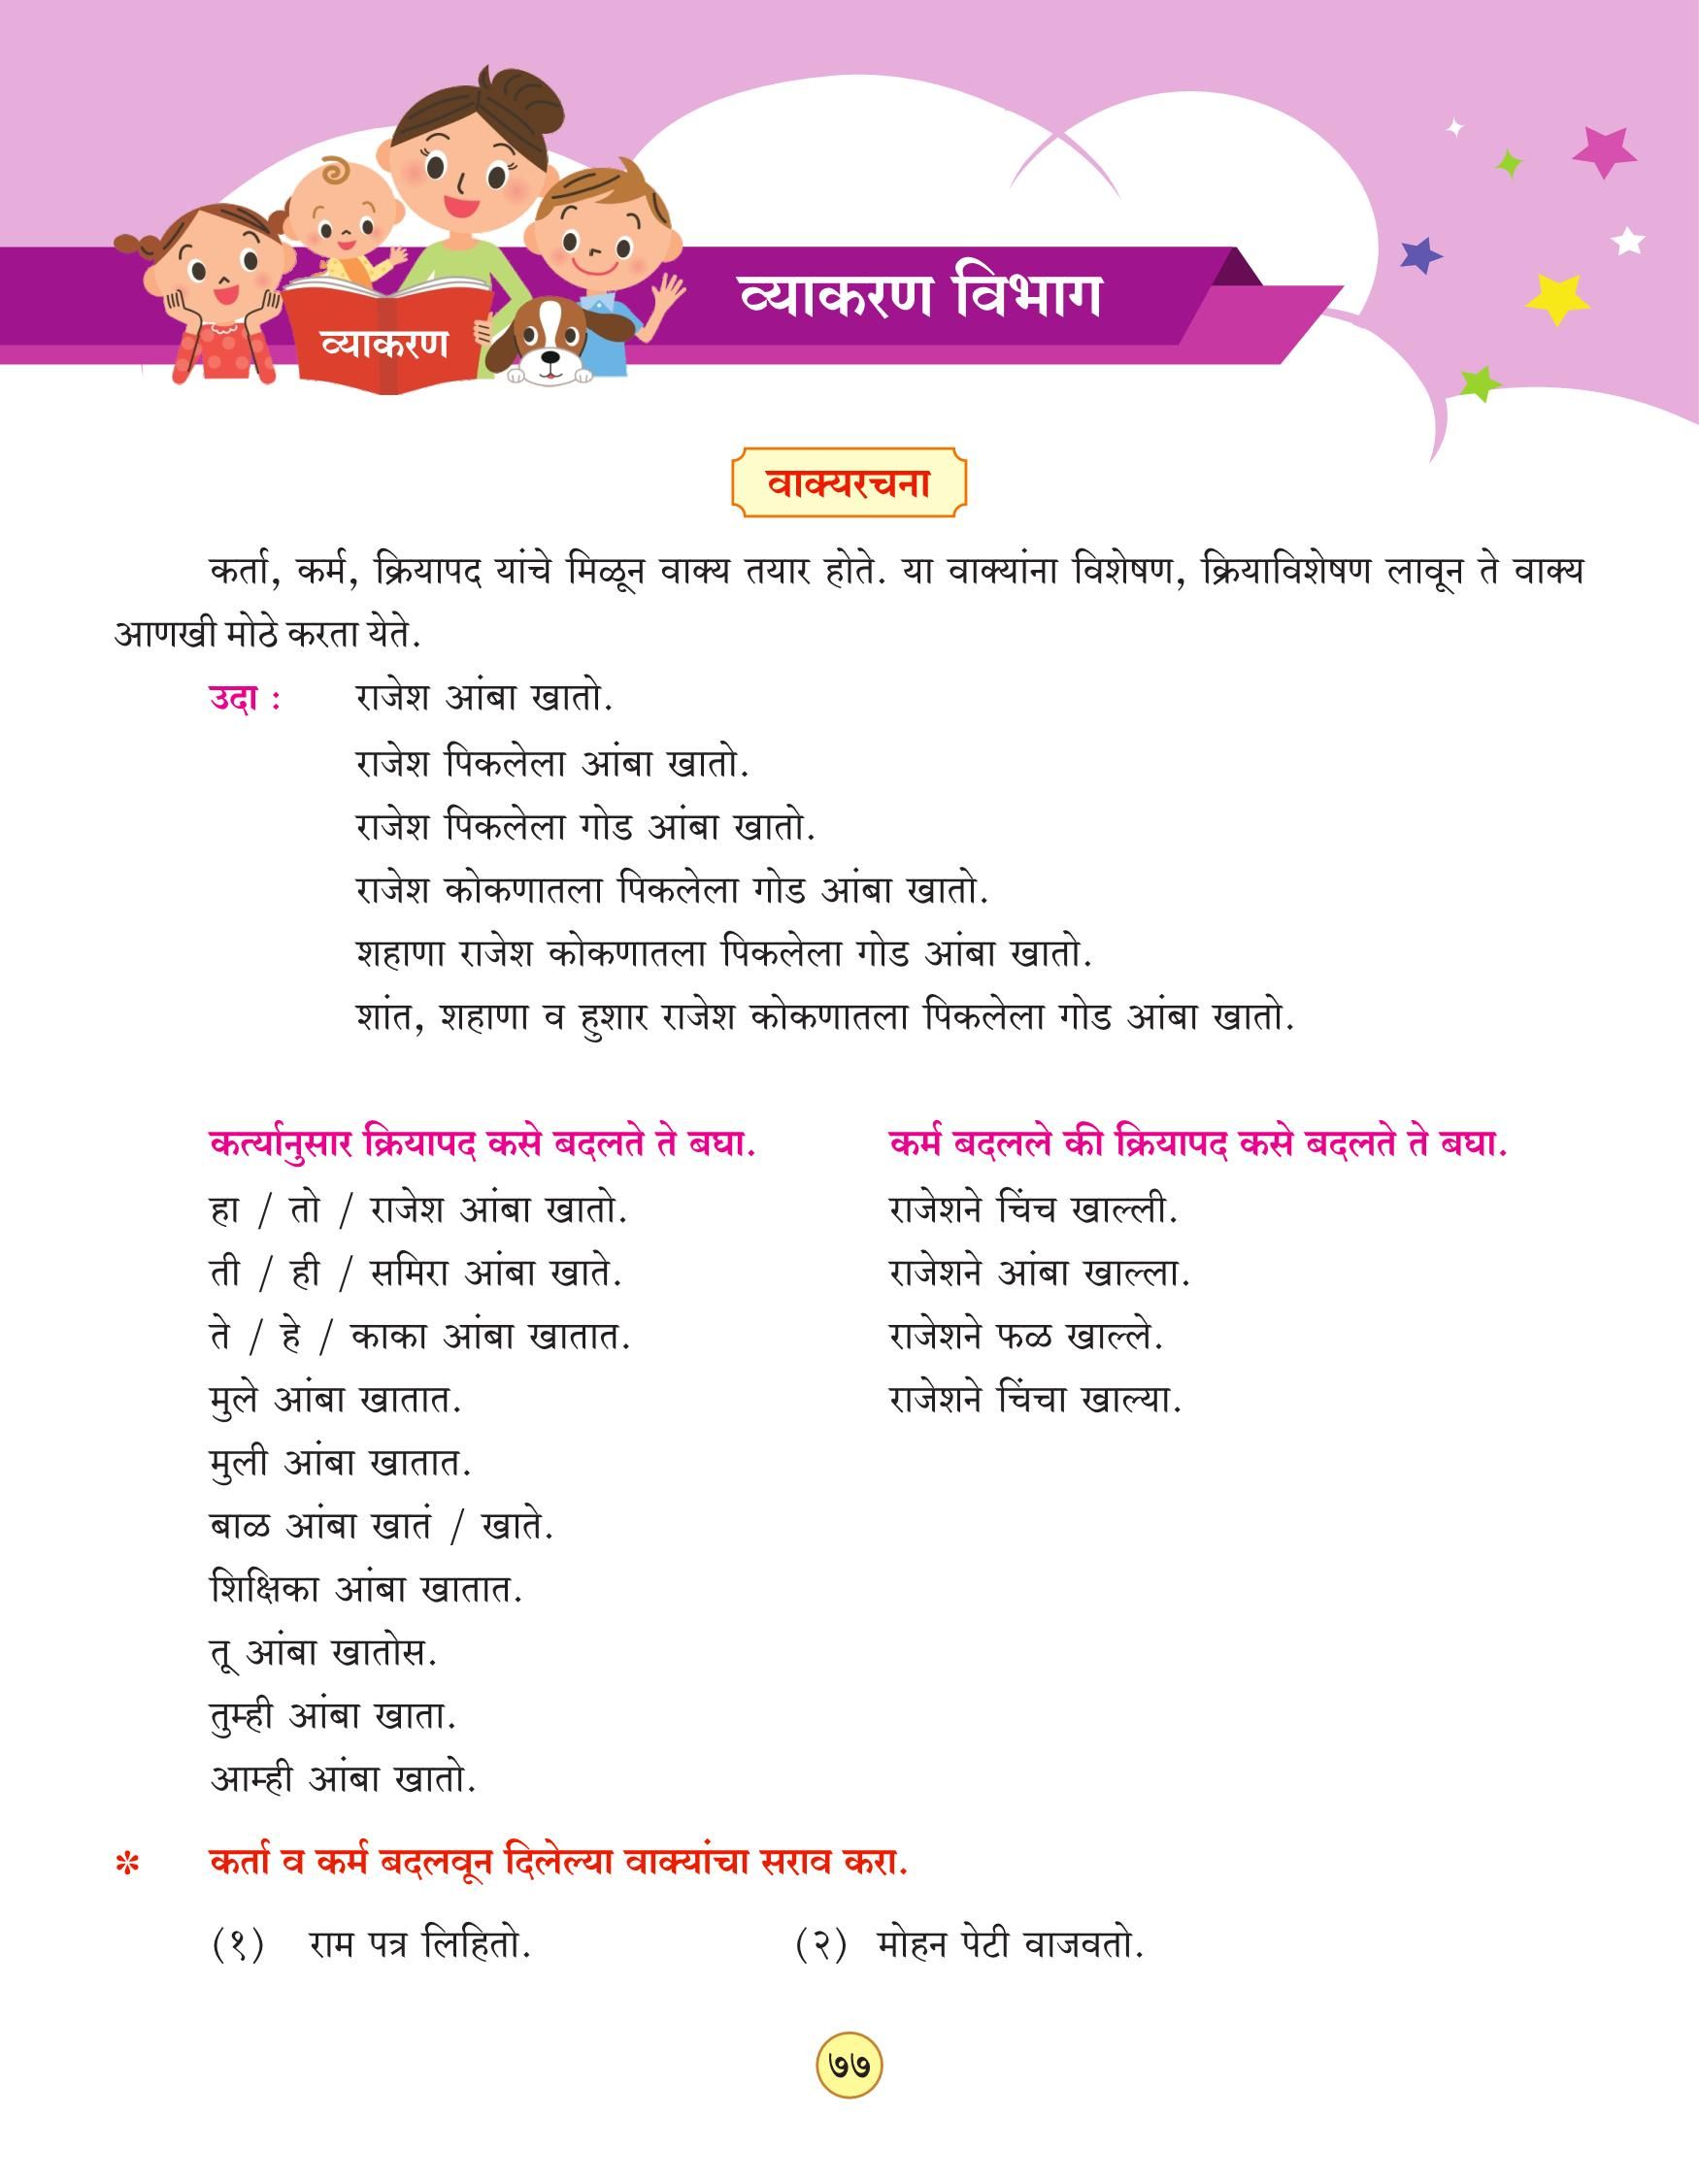 व्याकरण विभाग
व्याकरण
वाक्यरचना
कर्ता, कर्म, क्रियापद यांचे मिळून वाक्य तयार होते. या वाक्यांना विशेषण, क्रियाविशेषण लावून ते वाक्य
आणखी मोठे करता येते.
उदा : राजेश आंबा खातो.
राजेश पिकलेला आंबा खातो.
राजेश पिकलेला गोड आंबा खातो.
राजेश कोकणातला पिकलेला गोड आंबा खातो.
शहाणा राजेश कोकणातला पिकलेला गोड आंबा खातो.
शांत, शहाणा व हुशार राजेश कोकणातला पिकलेला गोड आंबा खातो.
कर्त्यानुसार क्रियापद कसे बदलते ते बघा.
हा / तो / राजेश आंबा खातो.
ती / ही / समिरा आंबा खाते.
ते / हे / काका आंबा खातात.
मुले आंबा खातात.
मुली आंबा खातात.
बाळ आंबा खातं / खाते.
शिक्षिका आंबा खातात.
तू आंबा खातोस.
तुम्ही आंबा खाता.
आम्ही आंबा खातो.
कर्म बदलले की क्रियापद कसे बदलते ते बघा.
राजेशने चिंच खाल्ली.
राजेशने आंबा खाल्ला.
राजेशने फळ खाल्ले.
राजेशने चिंचा खाल्या.
* कर्ता व कर्म बदलवून दिलेल्या वाक्यांचा सराव करा.
(१) राम पत्र लिहितो. (२) मोहन पेटी वाजवतो.
७७